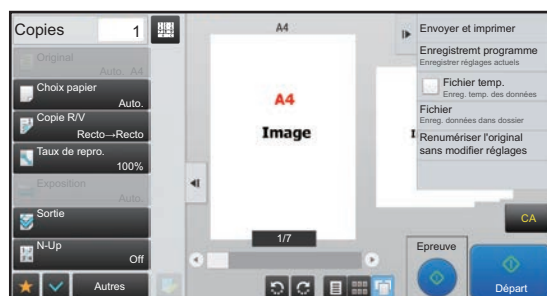 Copies 1
Original
Auto. A4
Choix papier
Auto.
Copie R/V
Recto→Recto
Taux de repro.
100%
Exposition
Auto.
Sortie
N-Up
Off
Autres
A4
A4
Image
1/7
Envoyer et imprimer
Enregistremt programme
Enregistrer réglages actuels
Fichier temp.
Enreg. temp. des données
Fichier
Enreg. données dans dossier
Renumériser l'original
sans modifier réglages
CA
Epreuve
Départ